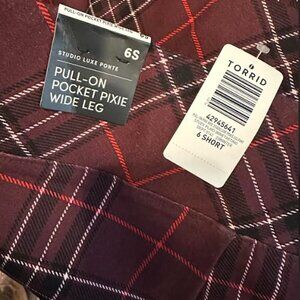 PULL-ON POCKET PIXIE WIDE LEG
6S
STUDIO LUXE PONTE
PULL-ON
POCKET PIXIE
WIDE LEG
TORRID
42945641
6 SHORT